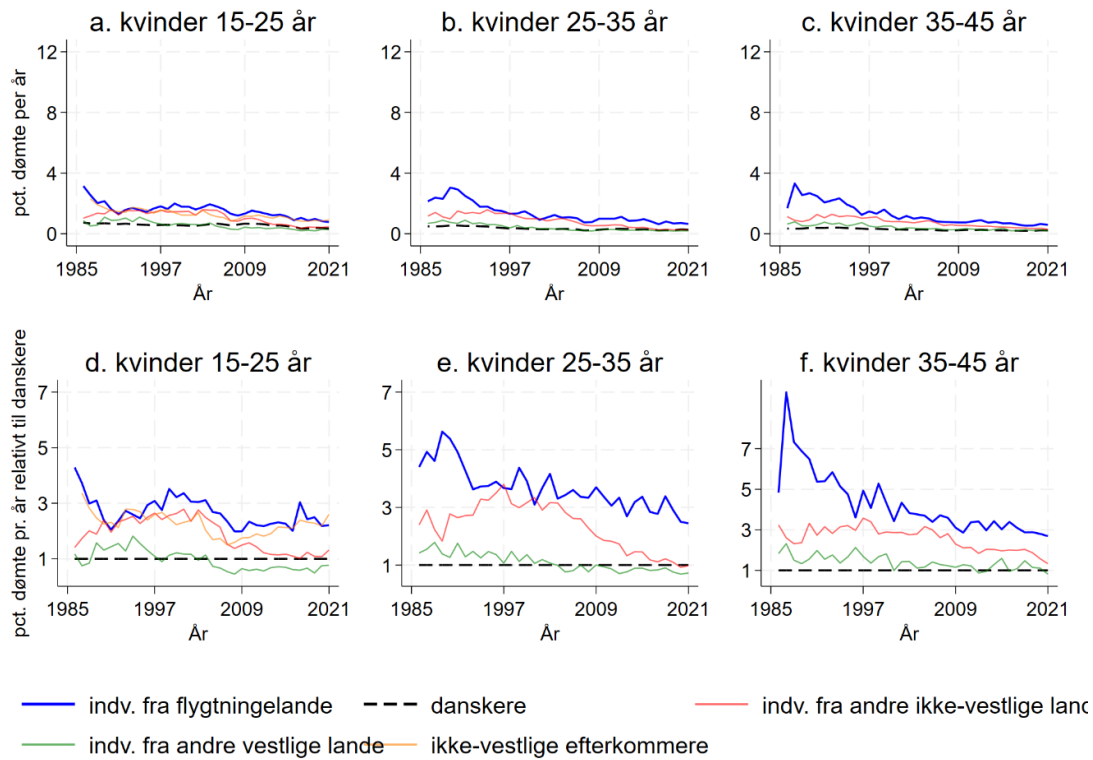 a. kvinder 15-25 år
b. kvinder 25-35 år
c. kvinder 35-45 år
pct. dømte per år
12
8
4
0
1985 1997 2009 2021
År
12
8
4
0
1985 1997 2009 2021
År
12
8
4
0
1985 1997 2009 2021
År
d. kvinder 15-25 år
e. kvinder 25-35 år
f. kvinder 35-45 år
pct. dømte pr. år relativt til danskere
7
5
3
1
1985 1997 2009 2021
År
7
5
3
1
1985 1997 2009 2021
År
7
5
3
1
1985 1997 2009 2021
År
indv. fra flygtningelande
danskere
indv. fra andre ikke-vestlige lanc
indv. fra andre vestlige lande
ikke-vestlige efterkommere